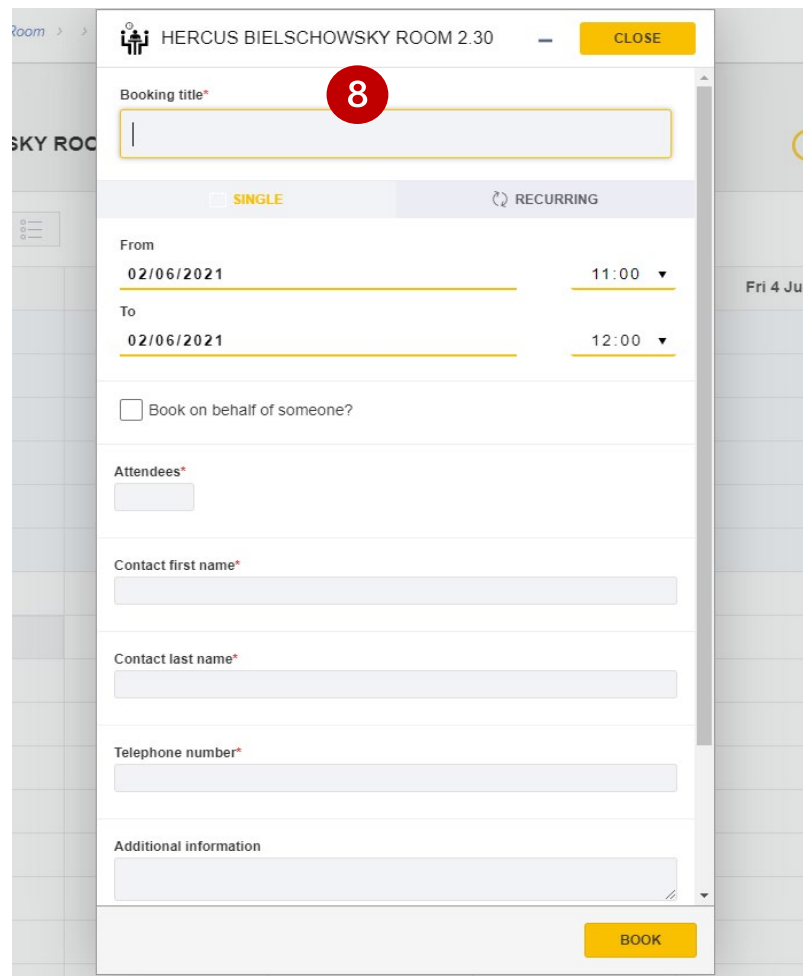 Room > >
HERCUS BIELSCHOWSKY ROOM 2.30
CLOSE
8
Booking title*
SKY ROO
SINGLE
RECURRING
From
02/06/2021
11:00
Fri 4 Ju
To
02/06/2021
12:00
Book on behalf of someone?
Attendees*
Contact first name*
Contact last name*
Telephone number*
Additional information
BOOK